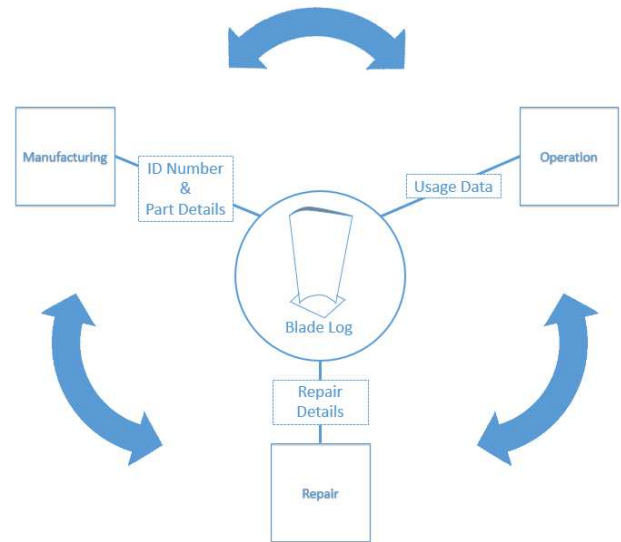 Manufacturing
ID Number
&
Part Details
Usage Data
Operation
Blade Log
Repair
Details
Repair